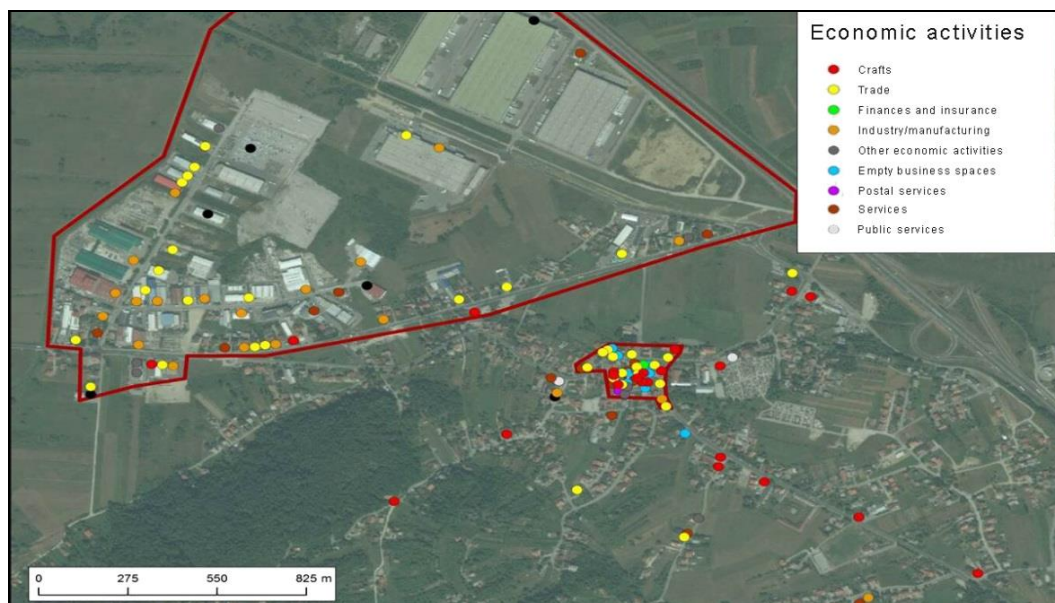 Economic activities
Crafts
Trade
Finances and insurance
Industry/manufacturing
Other economic activities
Empty business spaces
Postal services
Services
Public services
0 275 550 825 m